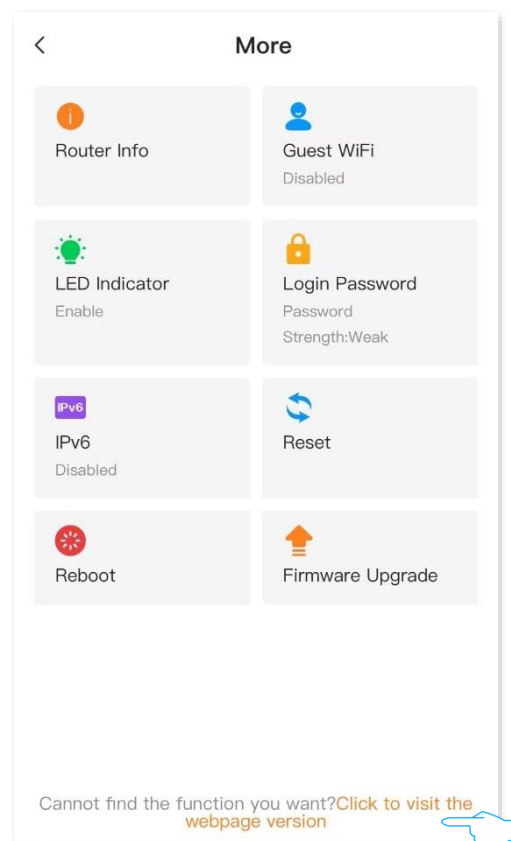 More
Router Info
Guest WiFi
Disabled
LED Indicator
Enable
Login Password
Password
Strength:Weak
IPv6
IPv6
Disabled
Reset
Reboot
Firmware Upgrade
Cannot find the function you want?Click to visit the
webpage version